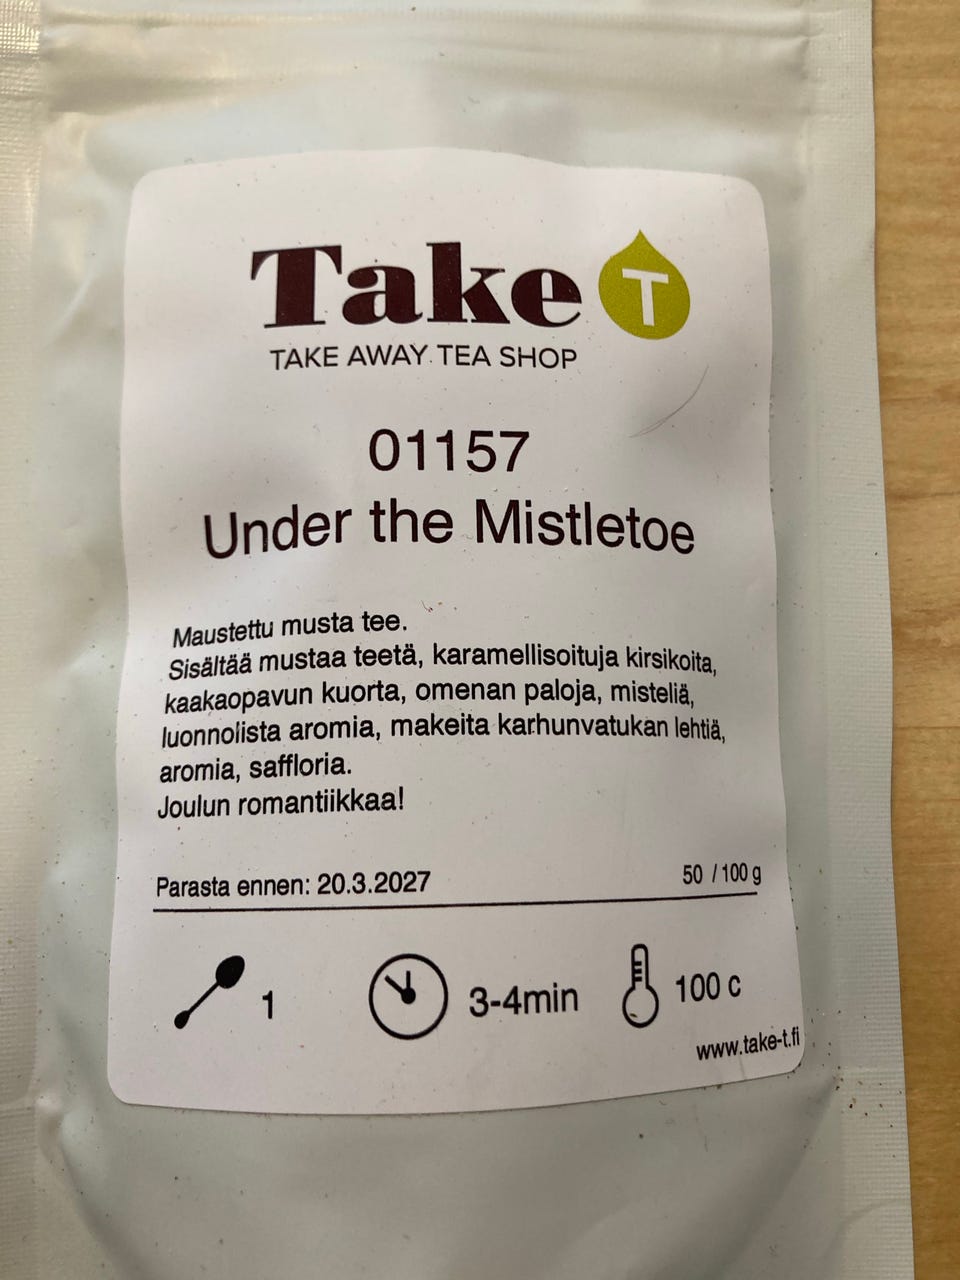 Take T
TAKE AWAY TEA SHOP
01157
Under the Mistletoe
Maustettu musta tee.
Sisältää mustaa teetä, karamellisoituja kirsikoita,
kaakaopavun kuorta, omenan paloja, misteliä,
luonnolista aromia, makeita karhunvatukan lehtiä,
aromia, saffloria.
Joulun romantiikkaa!
Parasta ennen: 20.3.2027 50 / 100 g
1 3-4min 100 c
www.take-t.fi